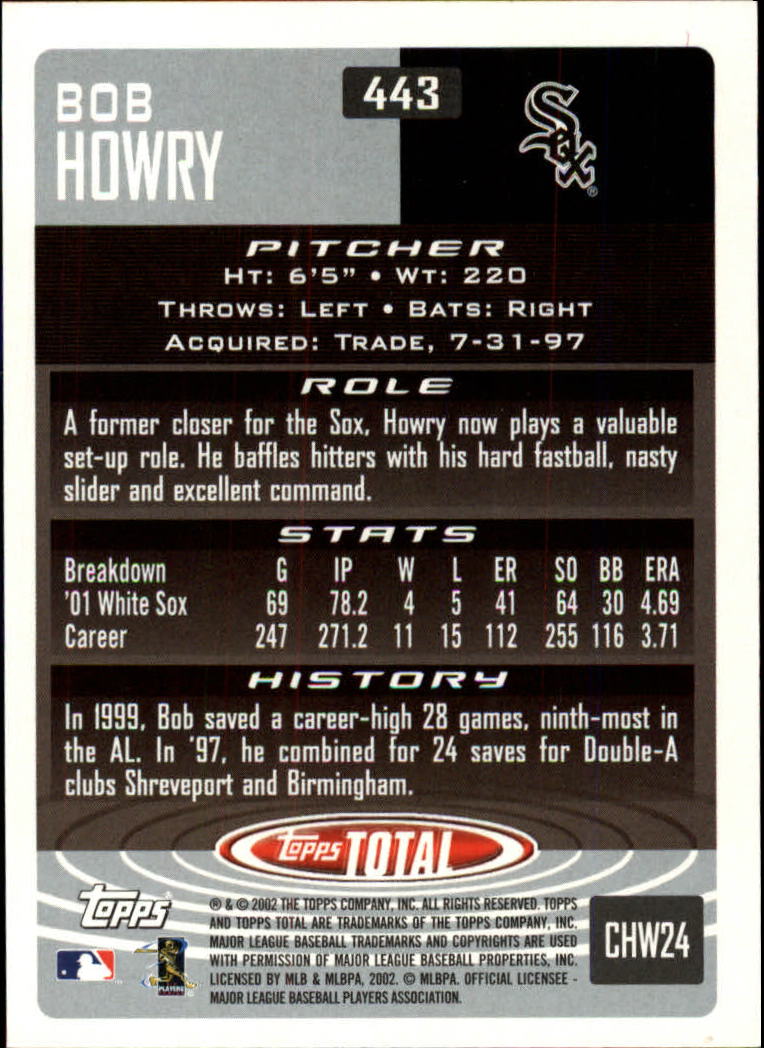 BOB
HOWRY
443
Sox
®
PITCHER
HT: 6'5" • WT: 220
THROWS: LEFT • BATS: RIGHT
ACQUIRED: TRADE, 7-31-97
ROLE
A former closer for the Sox, Howry now plays a valuable
set-up role. He baffles hitters with his hard fastball, nasty
slider and excellent command.
STATS
Breakdown G IP W L ER SO BB ERA
'01 White Sox 69 78.2 4 5 41 64 30 4.69
Career 247 271.2 11 15 112 255 116 3.71
HISTORY
In 1999, Bob saved a career-high 28 games, ninth-most in
the AL. In '97, he combined for 24 saves for Double-A
clubs Shreveport and Birmingham.
Topps TOTAL
Topps®
® & © 2002 THE TOPPS COMPANY, INC. ALL RIGHTS RESERVED. TOPPS
AND TOPPS TOTAL ARE TRADEMARKS OF THE TOPPS COMPANY, INC.
MAJOR LEAGUE BASEBALL TRADEMARKS AND COPYRIGHTS ARE USED
WITH PERMISSION OF MAJOR LEAGUE BASEBALL PROPERTIES, INC.
LICENSED BY MLB & MLBPA, 2002. © MLBPA. OFFICIAL LICENSEE -
MAJOR LEAGUE BASEBALL PLAYERS ASSOCIATION.
CHW24
PLAYERS